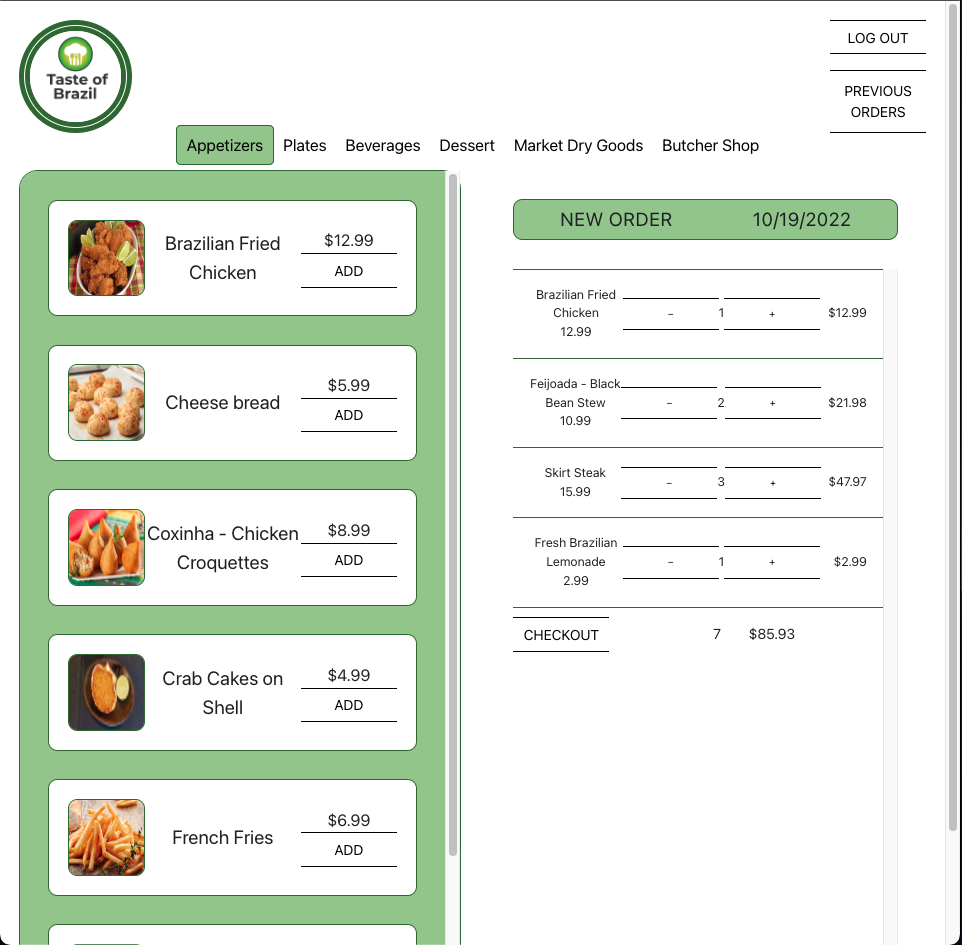 Taste of
Brazil
LOG OUT
PREVIOUS
ORDERS
Appetizers Plates Beverages Dessert Market Dry Goods Butcher Shop
Brazilian Fried
Chicken
$12.99
ADD
Cheese bread
$5.99
ADD
Coxinha - Chicken
Croquettes
$8.99
ADD
Crab Cakes on
Shell
$4.99
ADD
French Fries
$6.99
ADD
NEW ORDER 10/19/2022
Brazilian Fried
Chicken
12.99
− 1 + $12.99
Feijoada - Black
Bean Stew
10.99
− 2 + $21.98
Skirt Steak
15.99
− 3 + $47.97
Fresh Brazilian
Lemonade
2.99
− 1 + $2.99
CHECKOUT 7 $85.93